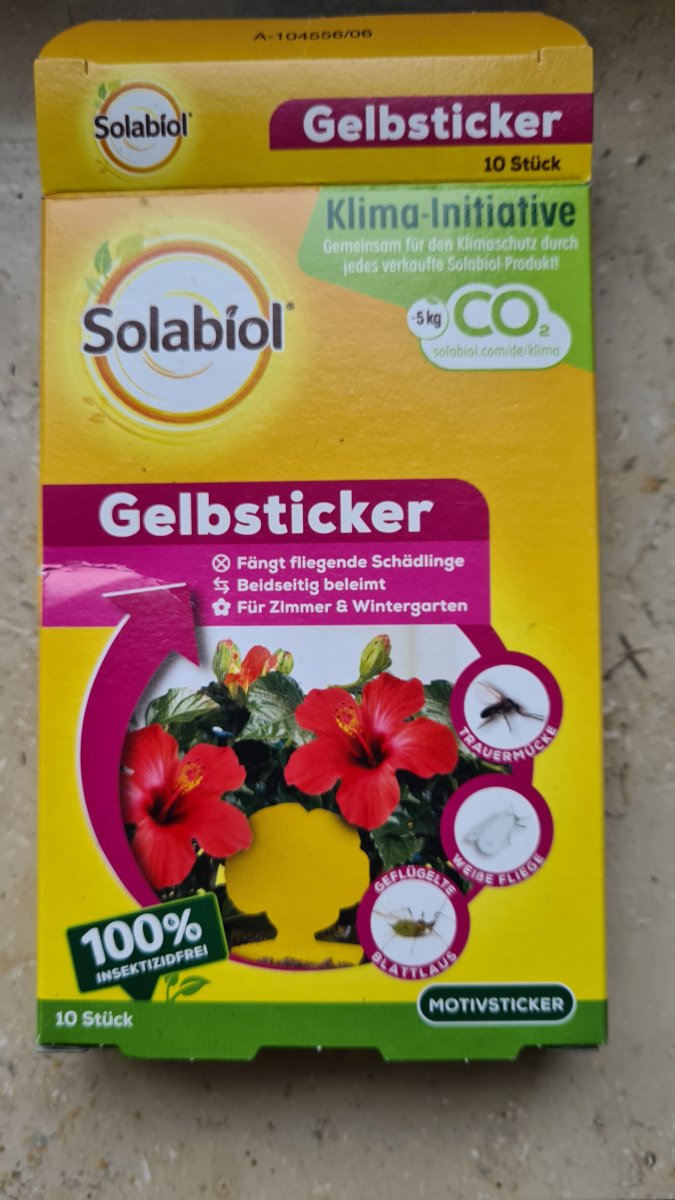 A-104556/06
Solabiol®
Gelbsticker
10 Stück
Klima-Initiative
Gemeinsam für den Klimaschutz durch
jedes verkaufte Solabiol-Produkt!
-5 kg
CO2
solabiol.com/de/klima
Solabiol®
Gelbsticker
Fängt fliegende Schädlinge
Beidseitig beleimt
Für Zimmer & Wintergarten
TRAUERMÜCKE
WEIßE FLIEGE
GEFLÜGELTE
BLATTLAUS
100%
INSEKTIZIDFREI
MOTIVSTICKER
10 Stück